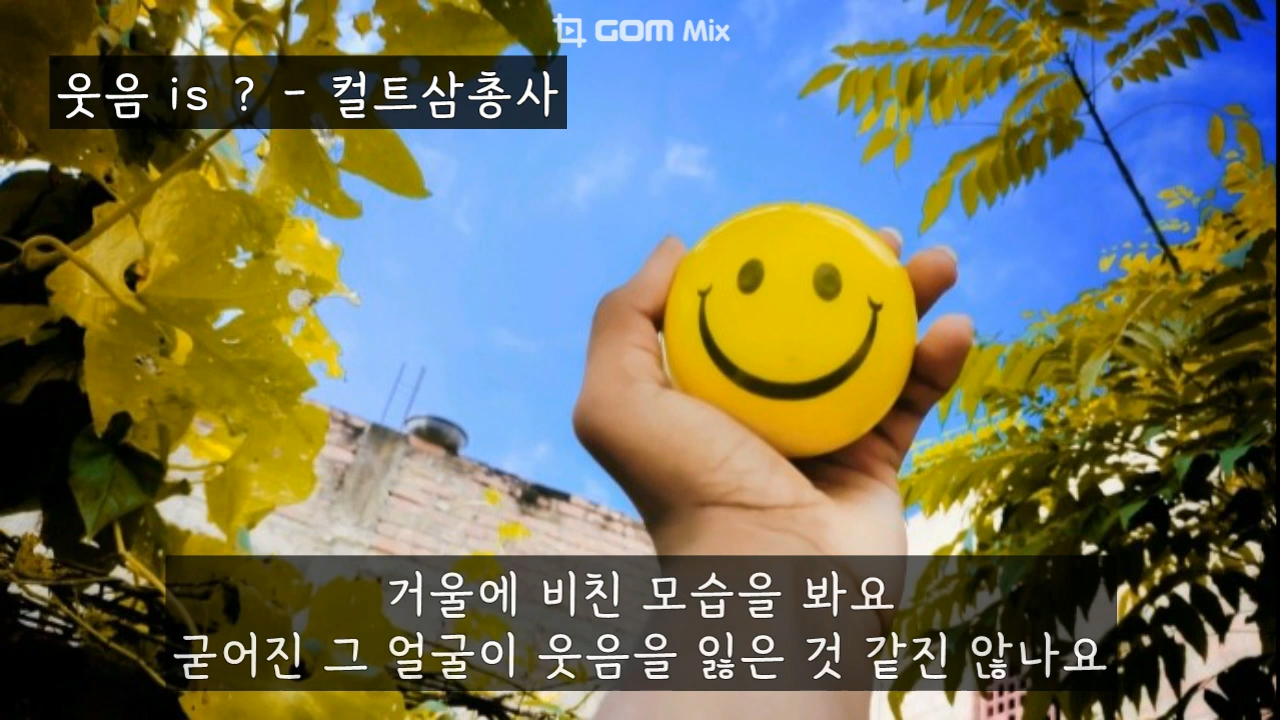 GOM Mix
웃음 is ? - 컬트삼총사
거울에 비친 모습을 봐요
굳어진 그 얼굴이 웃음을 잃은 것 같진 않나요